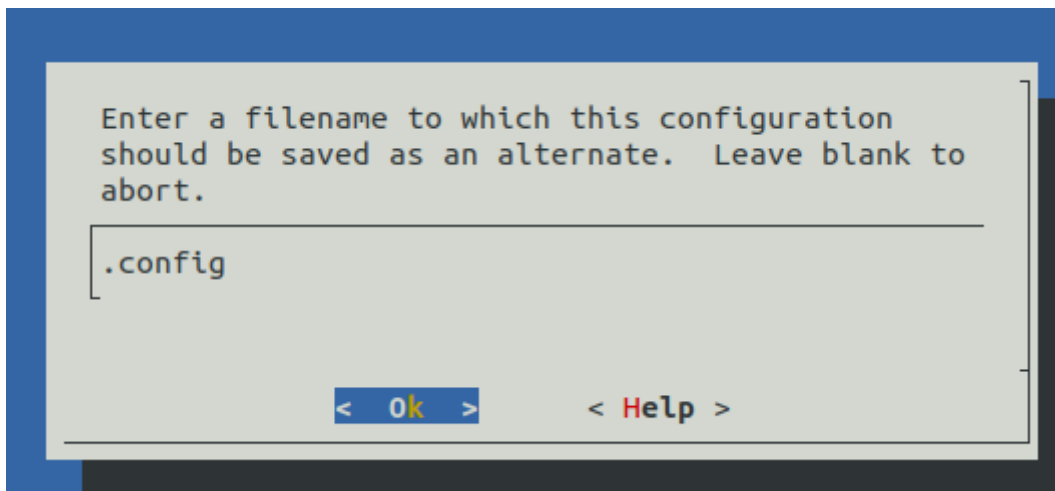 Enter a filename to which this configuration
should be saved as an alternate.  Leave blank to
abort.
.config
<  Ok  > < Help >